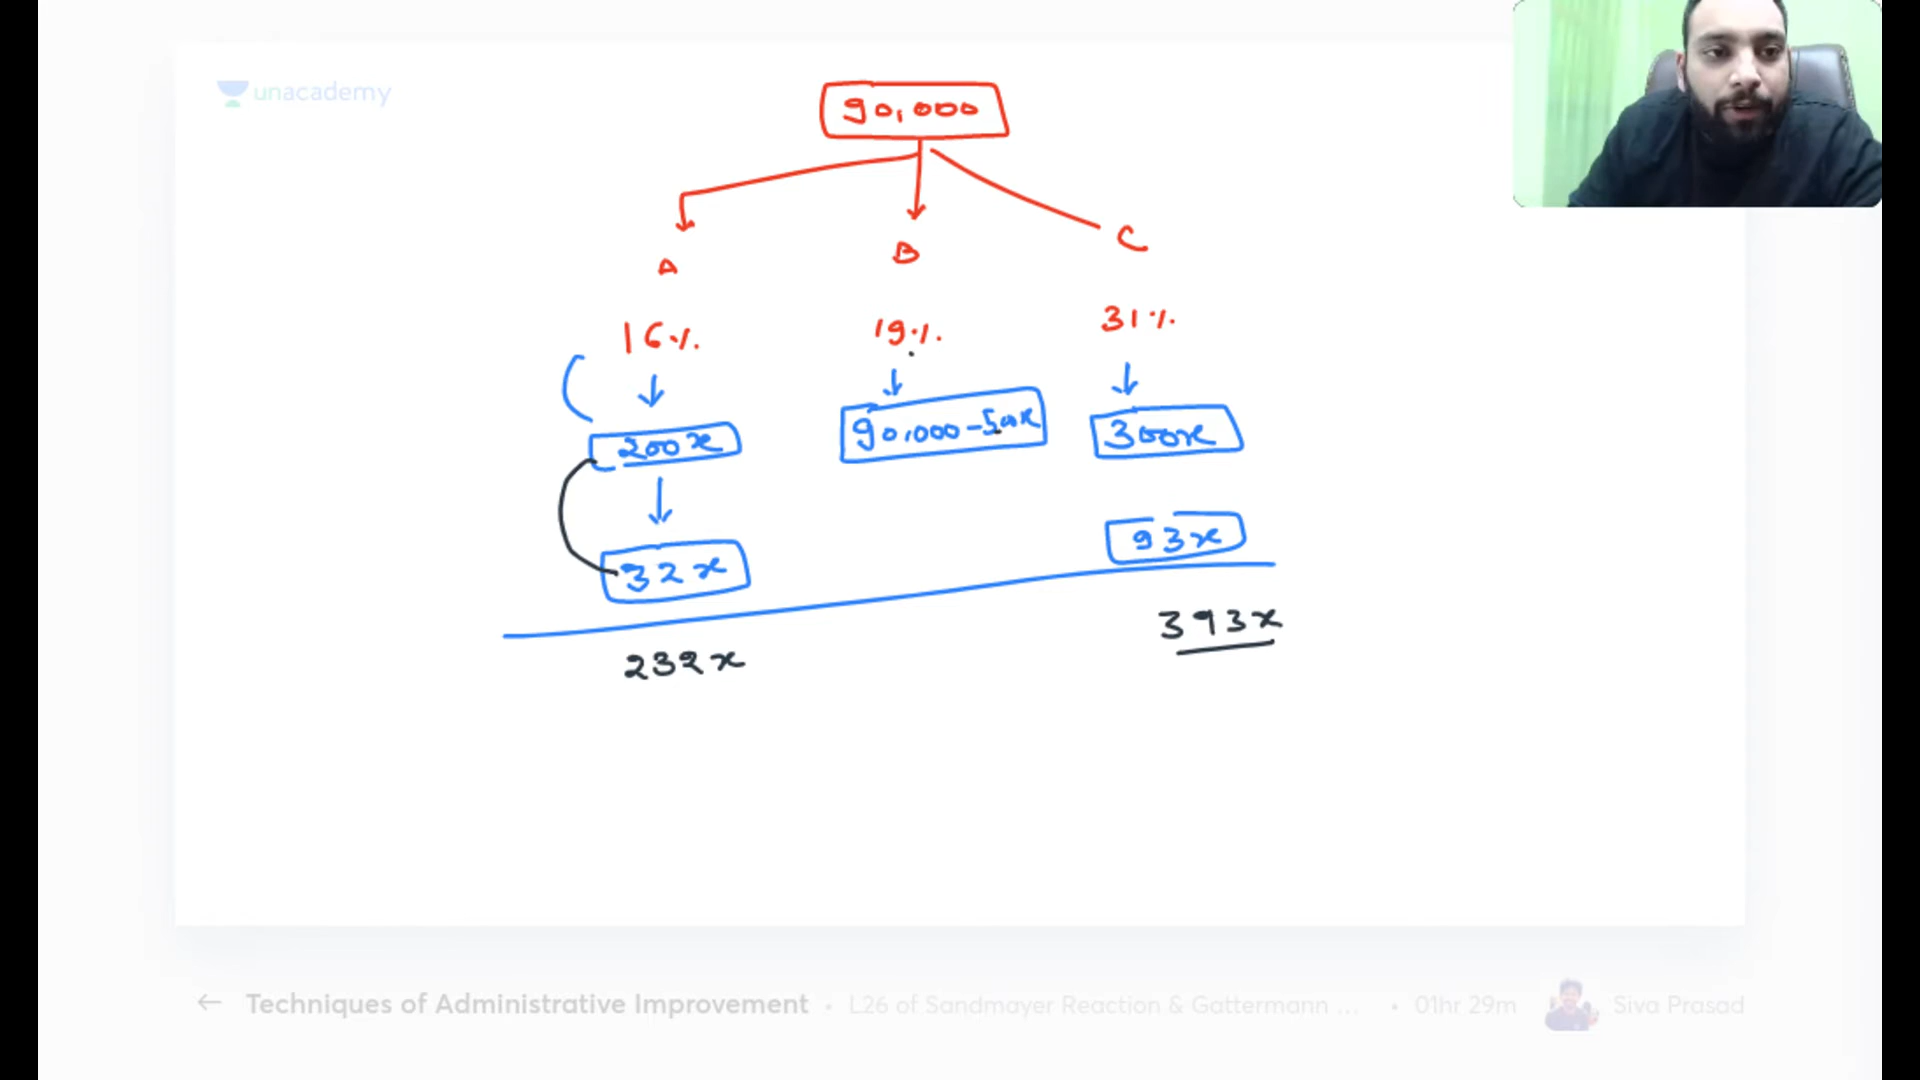 unacademy
90,000
A B C
16% 19% 31%
200x 90,000-500x 300x
32x 93x
232x 393x
← Techniques of Administrative Improvement • L26 of Sandmayer Reaction & Gattermann ... • 01hr 29m Siva Prasad